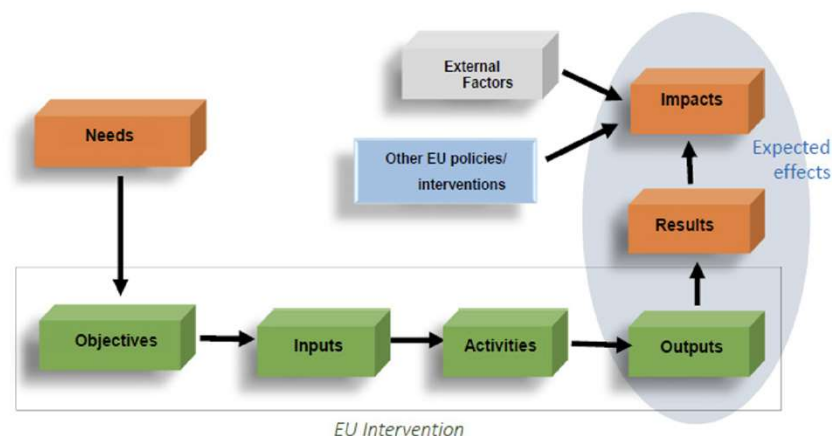 External
Factors
Impacts
Needs
Other EU policies/
interventions
Expected
effects
Results
Objectives
Inputs
Activities
Outputs
EU Intervention